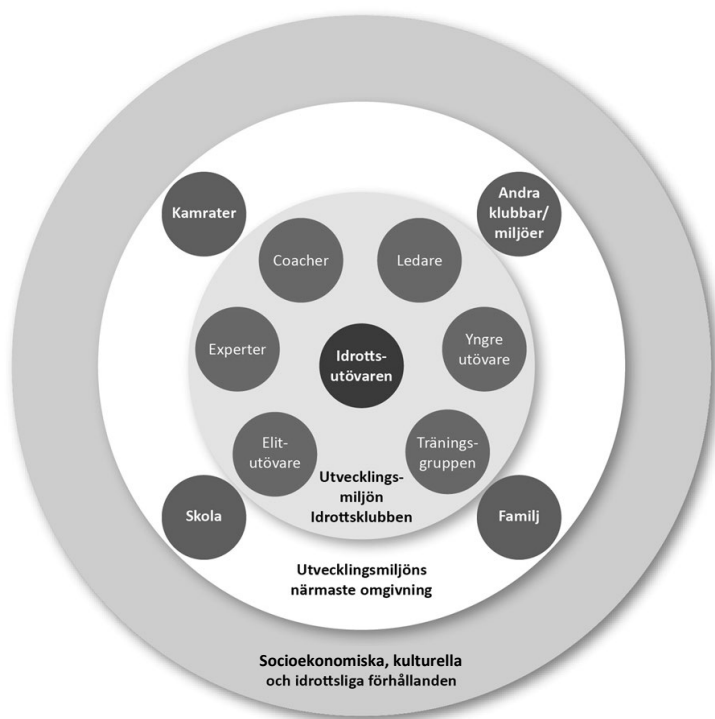 Kamrater
Andra
klubbar/
miljöer
Coacher
Ledare
Experter
Idrotts-
utövaren
Yngre
utövare
Elit-
utövare
Tränings-
gruppen
Utvecklings-
miljön
Idrottsklubben
Skola
Familj
Utvecklingsmiljöns
närmaste omgivning
Socioekonomiska, kulturella
och idrottsliga förhållanden